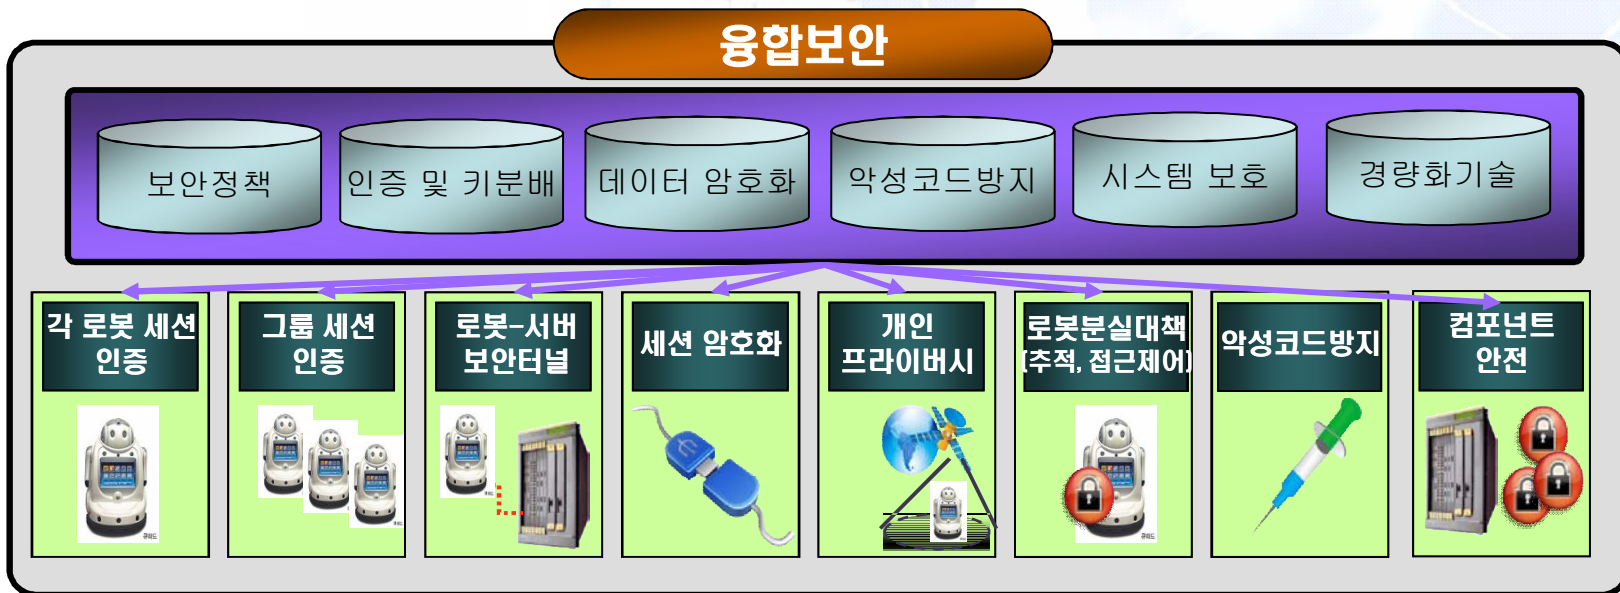 융합보안
보안정책
인증 및 키분배
데이터 암호화
악성코드방지
시스템 보호
경량화기술
각 로봇 세션
인증
그룹 세션
인증
로봇-서버
보안터널
세션 암호화
개인
프라이버시
로봇분실대책
(추적, 접근제어)
악성코드방지
컴포넌트
안전